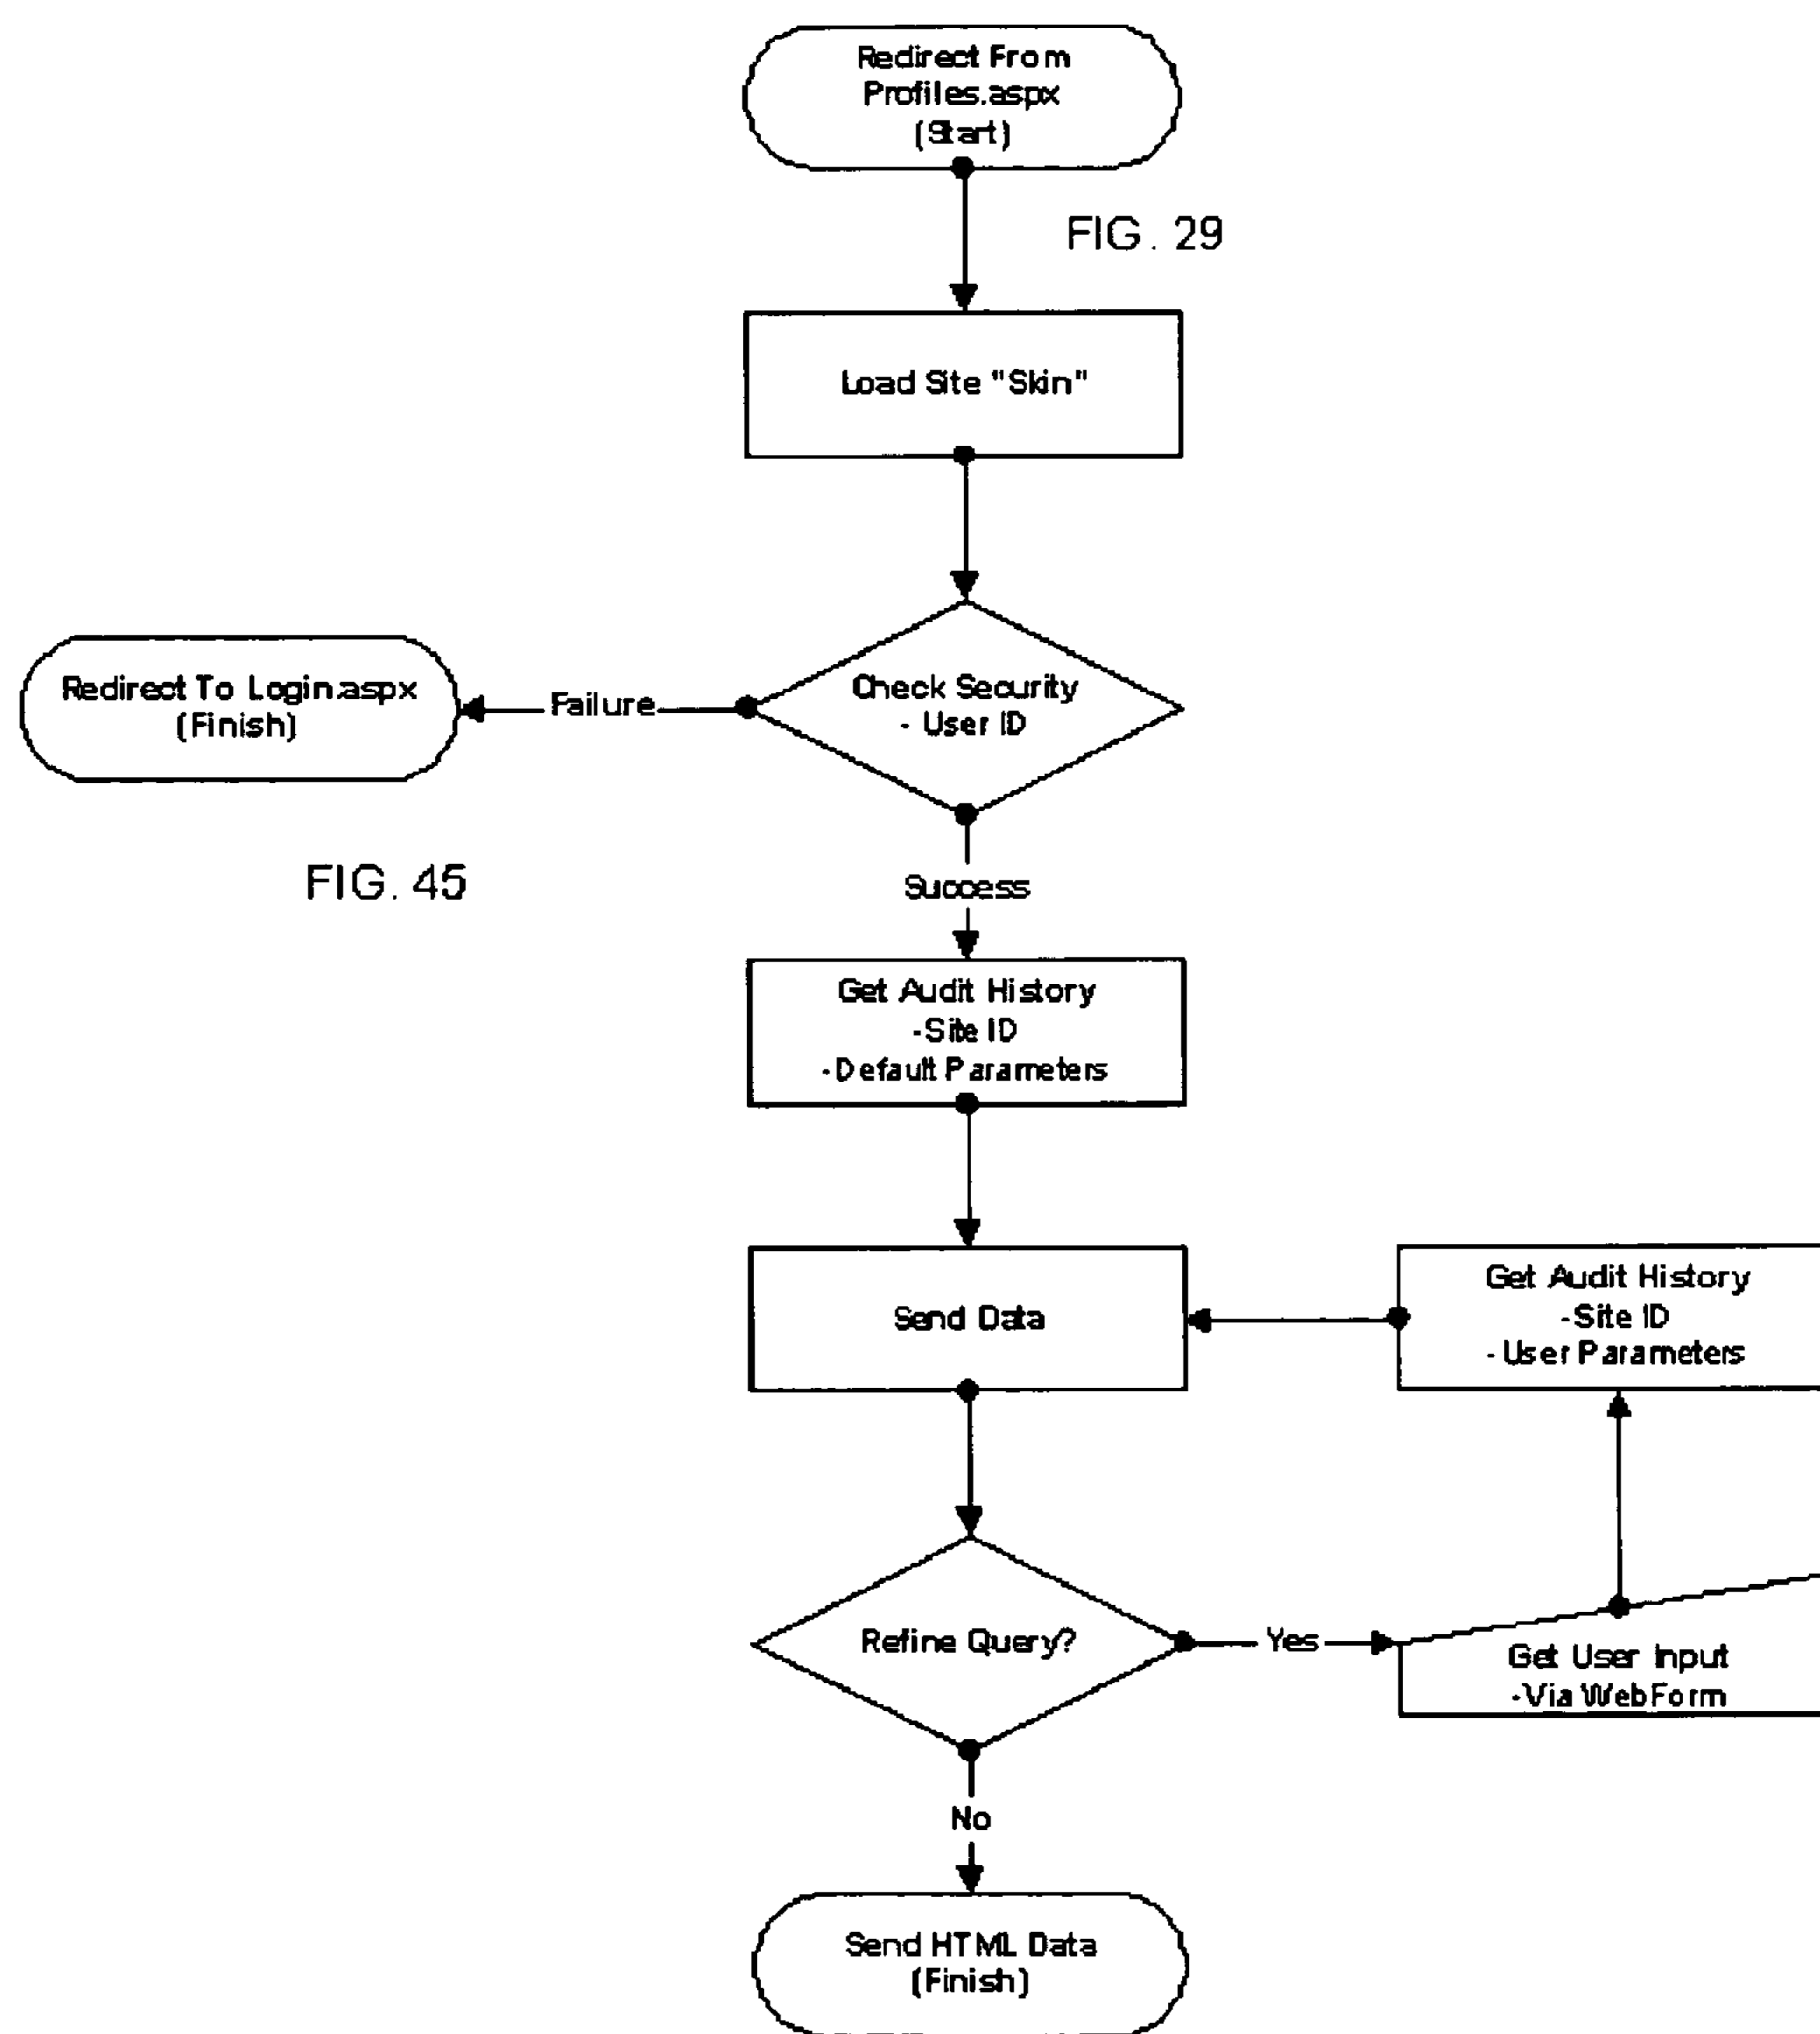 Redirect From
Profiles.aspx
(Start)
FIG. 29
Load Site "Skin"
Check Security
- User ID
Failure
Redirect To Login.aspx
(Finish)
FIG. 45
Success
Get Audit History
-Site ID
-Default Parameters
Send Data
Get Audit History
-Site ID
- User Parameters
Refine Query?
Yes
Get User Input
-Via WebForm
No
Send HTML Data
(Finish)